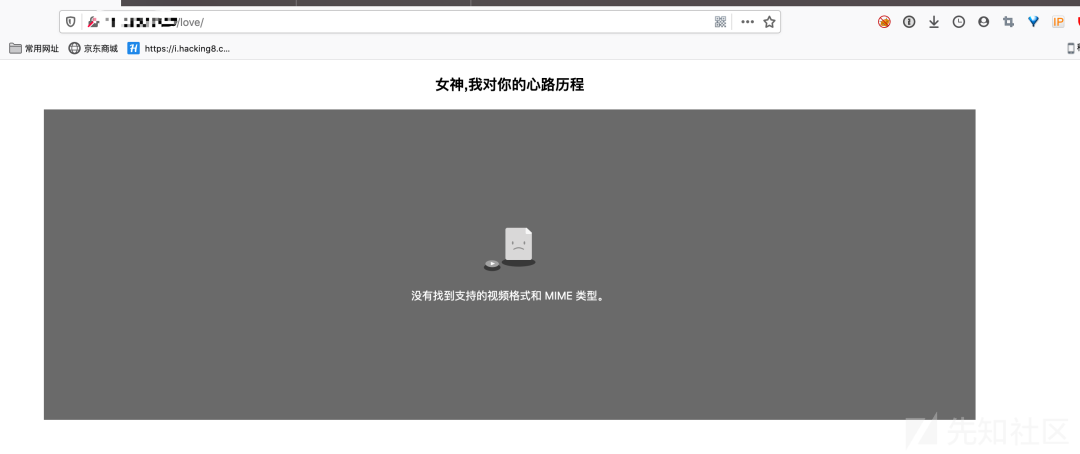 /love/
常用网址 京东商城 https://i.hacking8.c...
女神,我对你的心路历程
没有找到支持的视频格式和 MIME 类型。
IP
先知社区